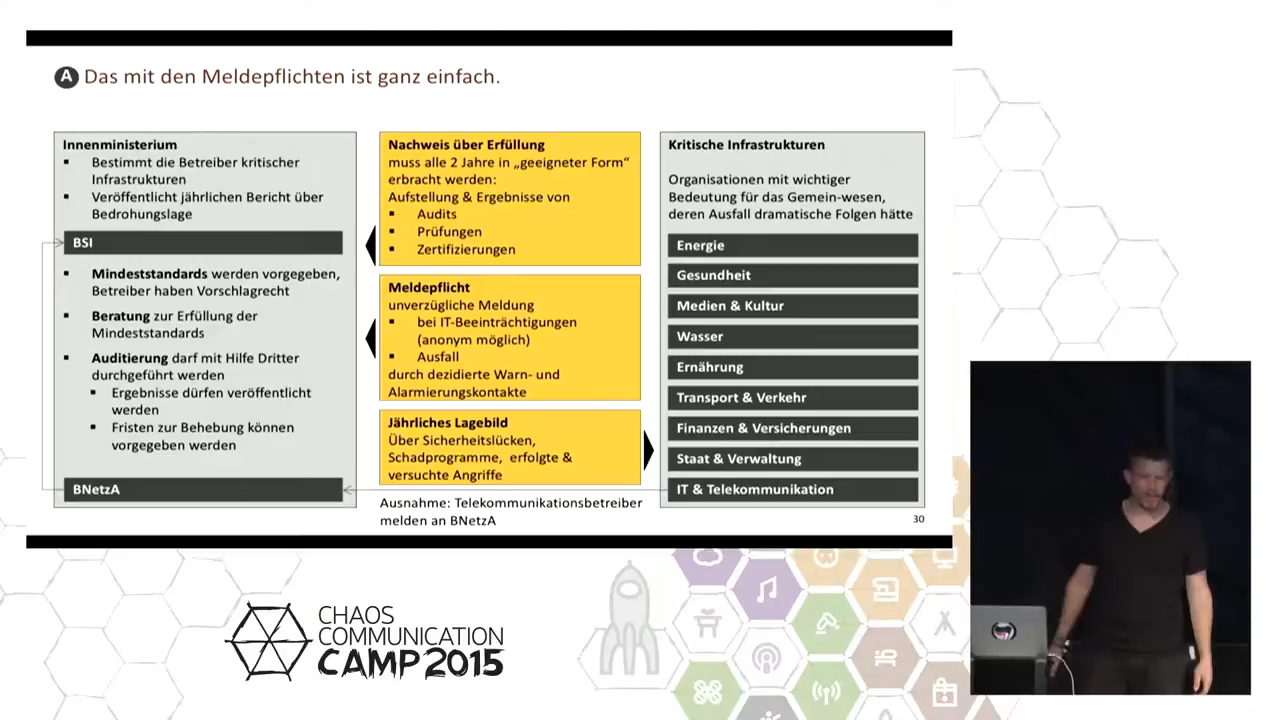 A Das mit den Meldepflichten ist ganz einfach.
Innenministerium
▪ Bestimmt die Betreiber kritischer
Infrastrukturen
▪ Veröffentlicht jährlichen Bericht über
Bedrohungslage
BSI
▪ Mindeststandards werden vorgegeben,
Betreiber haben Vorschlagrecht
▪ Beratung zur Erfüllung der
Mindeststandards
▪ Auditierung darf mit Hilfe Dritter
durchgeführt werden
▪ Ergebnisse dürfen veröffentlicht
werden
▪ Fristen zur Behebung können
vorgegeben werden
BNetzA
Nachweis über Erfüllung
muss alle 2 Jahre in „geeigneter Form“
erbracht werden:
Aufstellung & Ergebnisse von
▪ Audits
▪ Prüfungen
▪ Zertifizierungen
Meldepflicht
unverzügliche Meldung
▪ bei IT-Beeinträchtigungen
(anonym möglich)
▪ Ausfall
durch dezidierte Warn- und
Alarmierungskontakte
Jährliches Lagebild
Über Sicherheitslücken,
Schadprogramme, erfolgte &
versuchte Angriffe
Ausnahme: Telekommunikationsbetreiber
melden an BNetzA
Kritische Infrastrukturen
Organisationen mit wichtiger
Bedeutung für das Gemein-wesen,
deren Ausfall dramatische Folgen hätte
Energie
Gesundheit
Medien & Kultur
Wasser
Ernährung
Transport & Verkehr
Finanzen & Versicherungen
Staat & Verwaltung
IT & Telekommunikation
30
CHAOS
COMMUNICATION
CAMP 2015